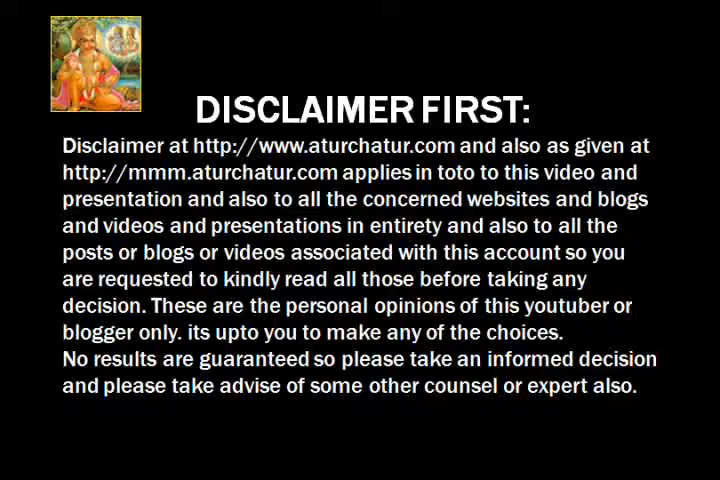 DISCLAIMER FIRST:
Disclaimer at http://www.aturchatur.com and also as given at
http://mmm.aturchatur.com applies in toto to this video and
presentation and also to all the concerned websites and blogs
and videos and presentations in entirety and also to all the
posts or blogs or videos associated with this account so you
are requested to kindly read all those before taking any
decision. These are the personal opinions of this youtuber or
blogger only. its upto you to make any of the choices.
No results are guaranteed so please take an informed decision
and please take advise of some other counsel or expert also.